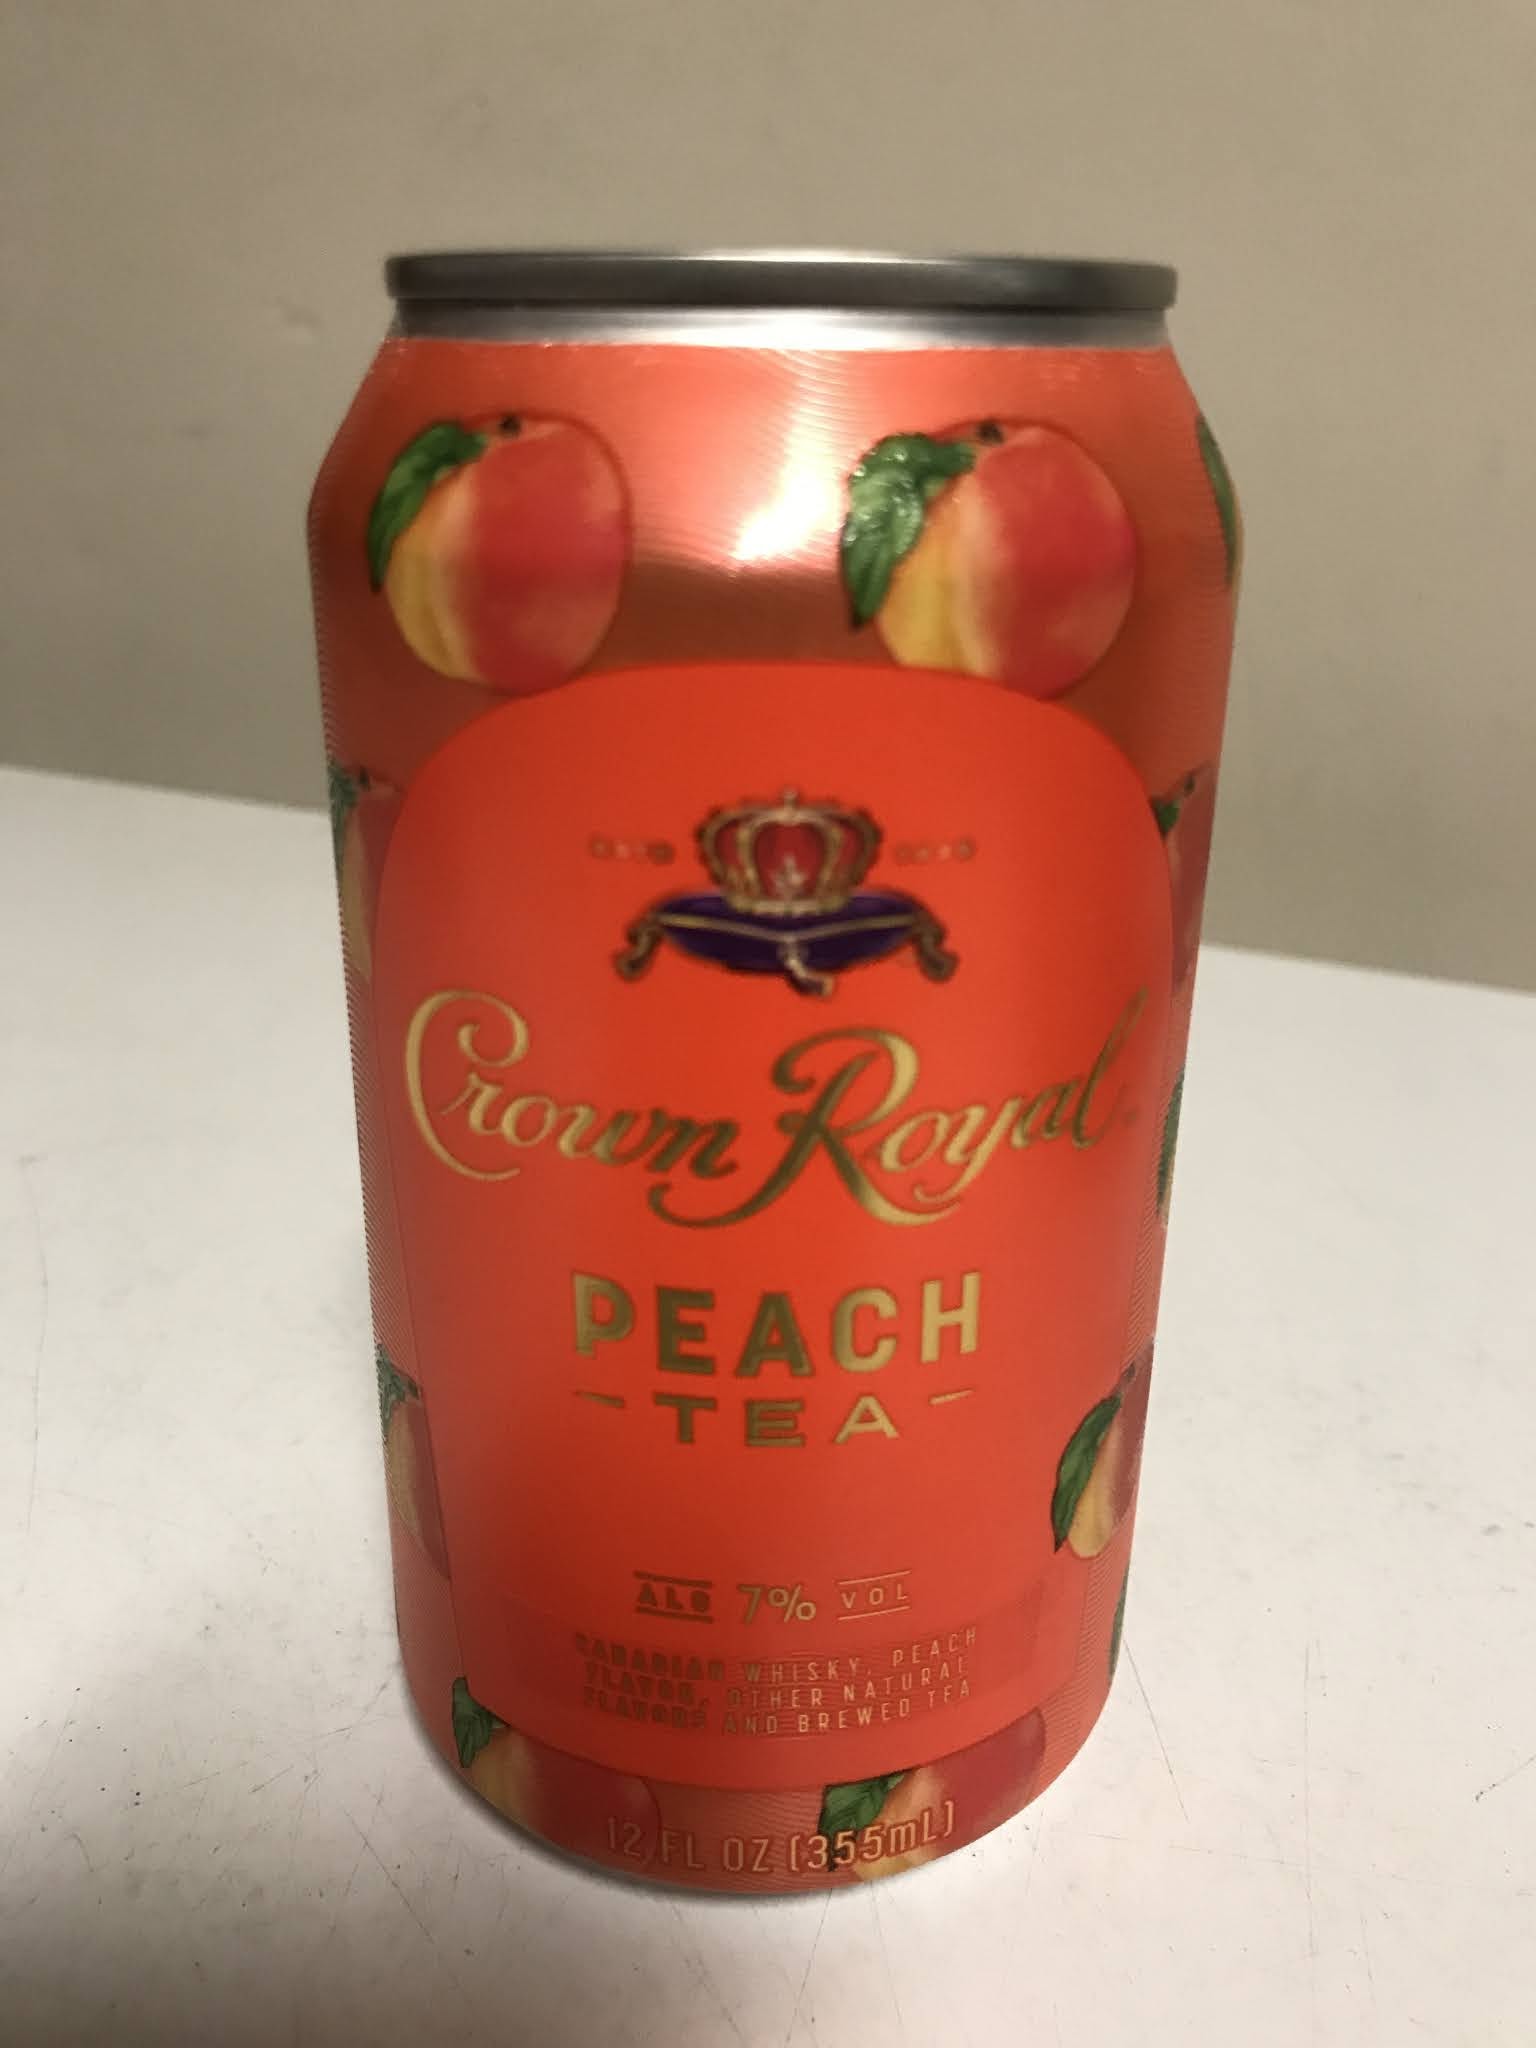 Crown Royal
PEACH
- TEA -
ALC 7% VOL
CANADIAN WHISKY, PEACH
FLAVOR, OTHER NATURAL
FLAVORS AND BREWED TEA
12 FL OZ (355mL)